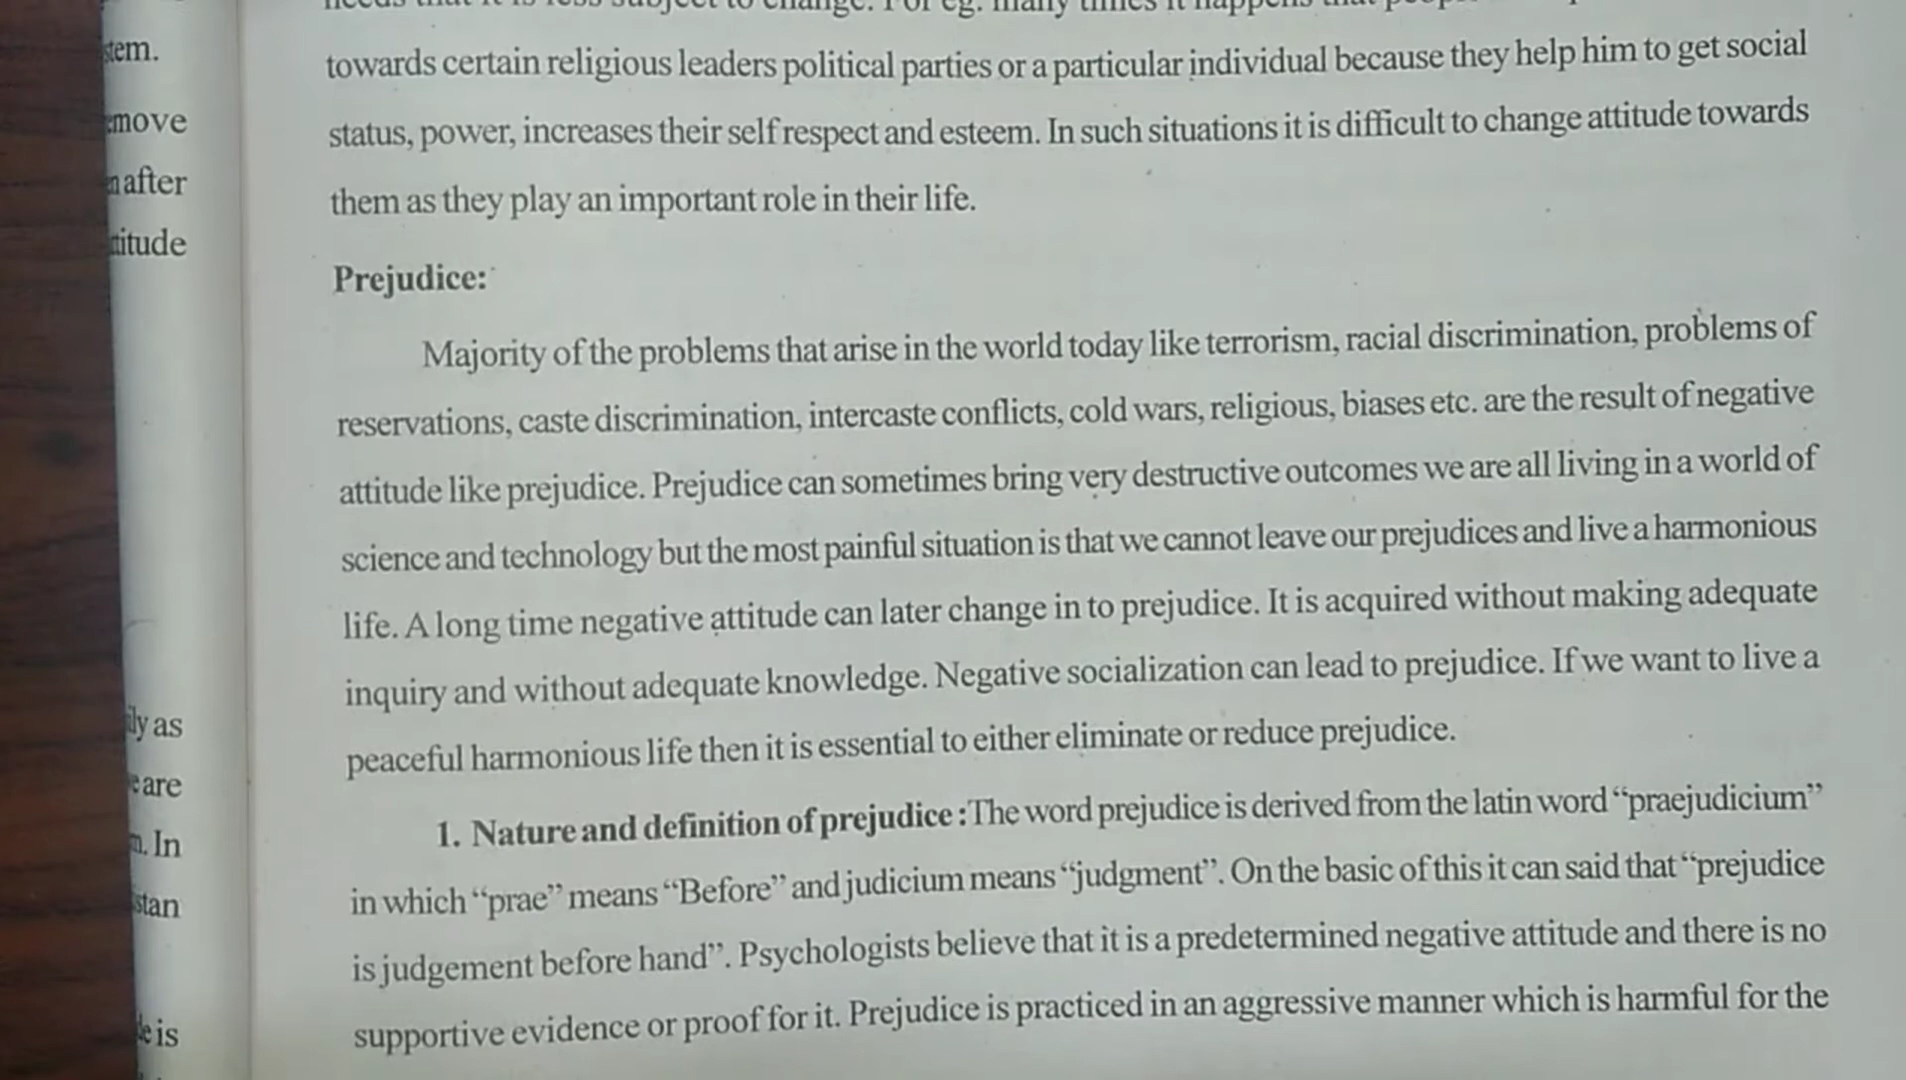 tem.
move
after
titude
ly as
are
In
stan
is
towards certain religious leaders political parties or a particular individual because they help him to get social
status, power, increases their self respect and esteem. In such situations it is difficult to change attitude towards
them as they play an important role in their life.
Prejudice:
Majority of the problems that arise in the world today like terrorism, racial discrimination, problems of
reservations, caste discrimination, intercaste conflicts, cold wars, religious, biases etc. are the result of negative
attitude like prejudice. Prejudice can sometimes bring very destructive outcomes we are all living in a world of
science and technology but the most painful situation is that we cannot leave our prejudices and live a harmonious
life. A long time negative attitude can later change in to prejudice. It is acquired without making adequate
inquiry and without adequate knowledge. Negative socialization can lead to prejudice. If we want to live a
peaceful harmonious life then it is essential to either eliminate or reduce prejudice.
1. Nature and definition of prejudice : The word prejudice is derived from the latin word “praejudicium”
in which “prae” means “Before” and judicium means “judgment”. On the basic of this it can said that “prejudice
is judgement before hand”. Psychologists believe that it is a predetermined negative attitude and there is no
supportive evidence or proof for it. Prejudice is practiced in an aggressive manner which is harmful for the